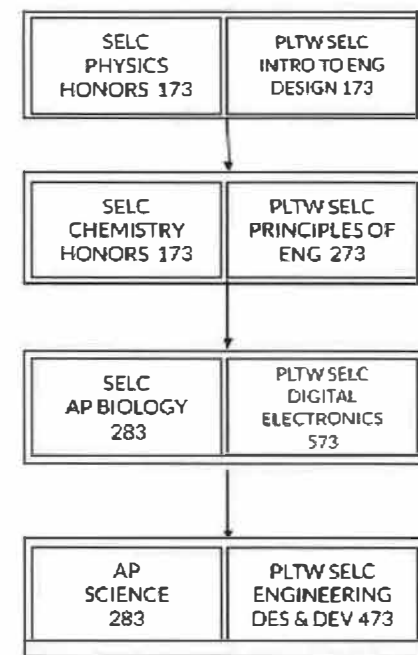 SELC
PHYSICS
HONORS 173
PLTW SELC
INTRO TO ENG
DESIGN 173
SELC
CHEMISTRY
HONORS 173
PLTW SELC
PRINCIPLES OF
ENG 273
SELC
AP BIOLOGY
283
PLTW SELC
DIGITAL
ELECTRONICS
573
AP
SCIENCE
283
PLTW SELC
ENGINEERING
DES & DEV 473